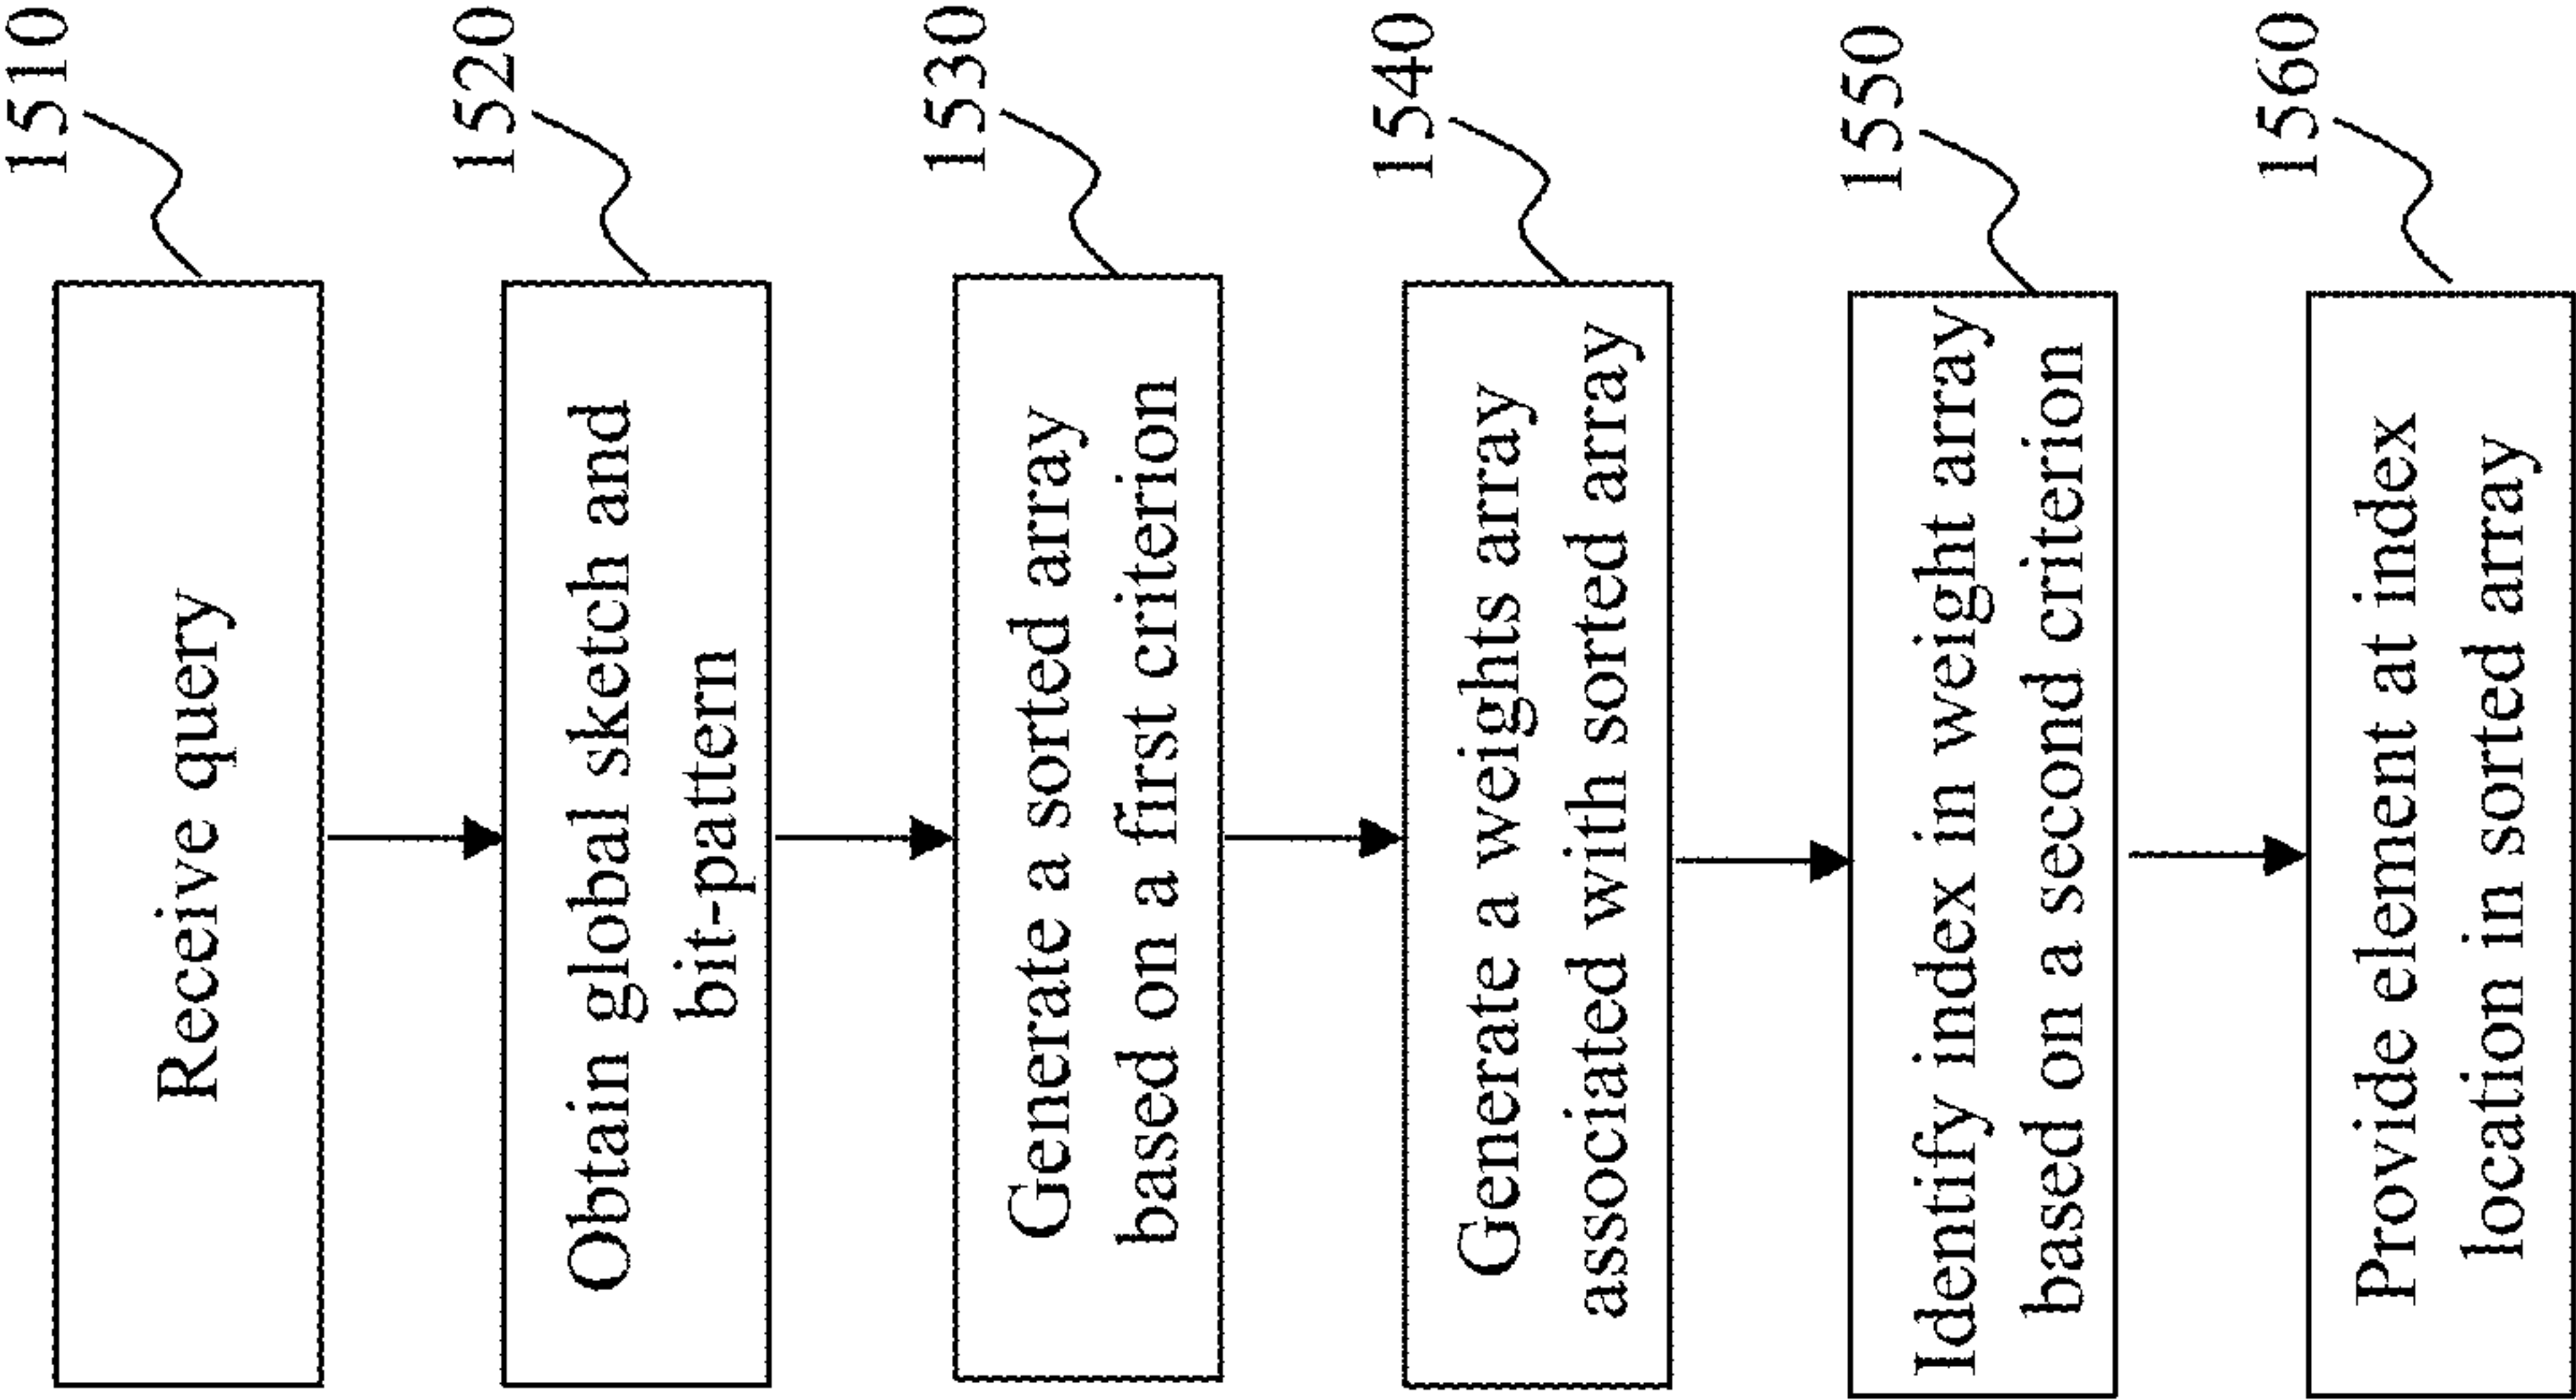 1510
Receive query
1520
Obtain global sketch and
bit-pattern
1530
Generate a sorted array
based on a first criterion
1540
Generate a weights array
associated with sorted array
1550
Identify index in weight array
based on a second criterion
1560
Provide element at index
location in sorted array